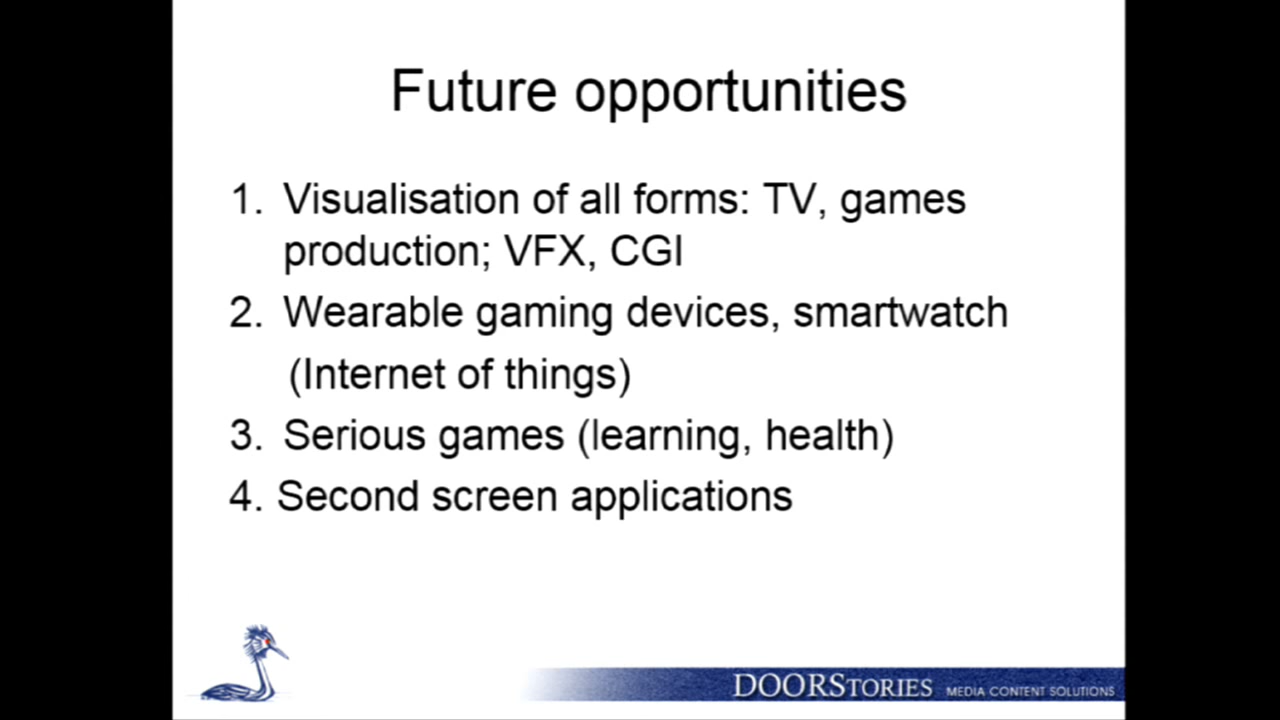 Future opportunities
1. Visualisation of all forms: TV, games
production; VFX, CGI
2. Wearable gaming devices, smartwatch
(Internet of things)
3. Serious games (learning, health)
4. Second screen applications
DOORSTORIES MEDIA CONTENT SOLUTIONS